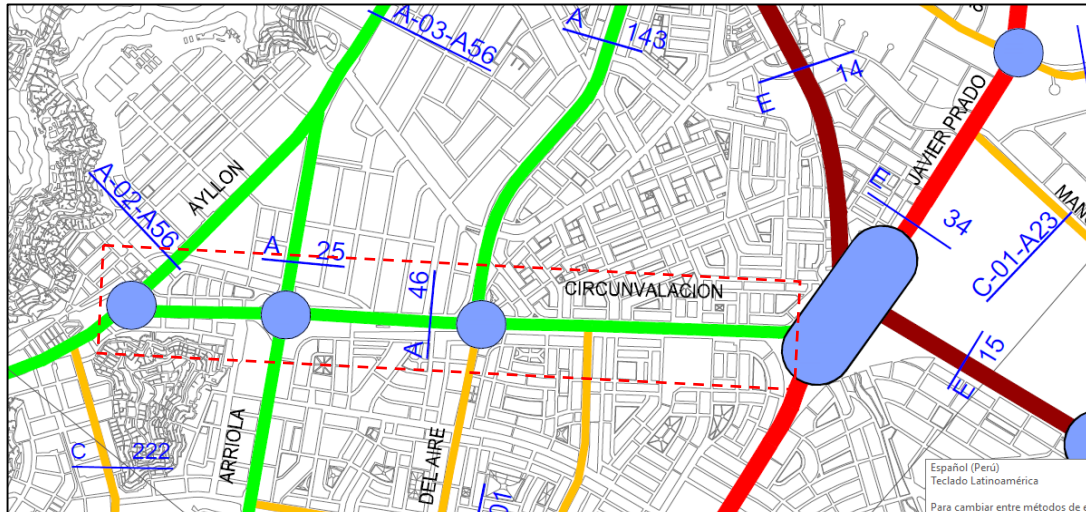 A-03-A56
A 143
E 14
JAVIER PRADO
E 34
C-01-A23
AYLLON
A-02-A56
A 25
A 46
CIRCUNVALACION
E 15
ARRIOLA
DEL AIRE
C 222
01
Español (Perú)
Teclado Latinoamérica
Para cambiar entre métodos de